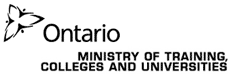 Ontario
MINISTRY OF TRAINING,
COLLEGES AND UNIVERSITIES